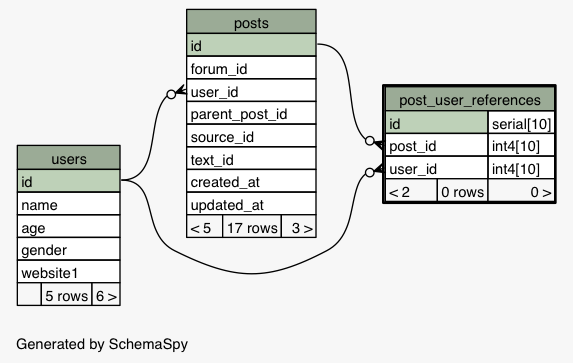 posts
id
forum_id
user_id
parent_post_id
source_id
text_id
created_at
updated_at
< 5 17 rows 3 >
post_user_references
id serial[10]
post_id int4[10]
user_id int4[10]
< 2 0 rows 0 >
users
id
name
age
gender
website1
5 rows 6 >
Generated by SchemaSpy